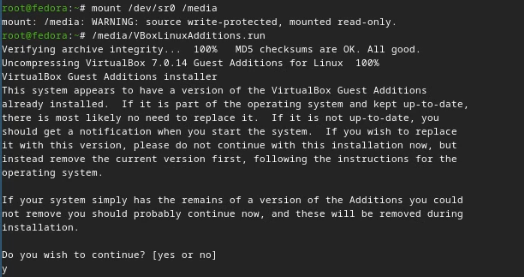 root@fedora:~# mount /dev/sr0 /media
mount: /media: WARNING: source write-protected, mounted read-only.
root@fedora:~# /media/VBoxLinuxAdditions.run
Verifying archive integrity...  100%   MD5 checksums are OK. All good.
Uncompressing VirtualBox 7.0.14 Guest Additions for Linux  100%
VirtualBox Guest Additions installer
This system appears to have a version of the VirtualBox Guest Additions
already installed.  If it is part of the operating system and kept up-to-date,
there is most likely no need to replace it.  If it is not up-to-date, you
should get a notification when you start the system.  If you wish to replace
it with this version, please do not continue with this installation now, but
instead remove the current version first, following the instructions for the
operating system.

If your system simply has the remains of a version of the Additions you could
not remove you should probably continue now, and these will be removed during
installation.

Do you wish to continue? [yes or no]
y